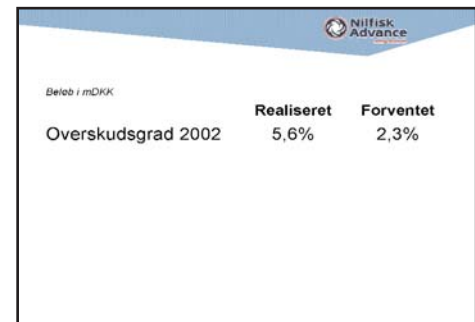 Nilfisk
Advance
Beløb i mDKK
Realiseret Forventet
Overskudsgrad 2002 5,6% 2,3%